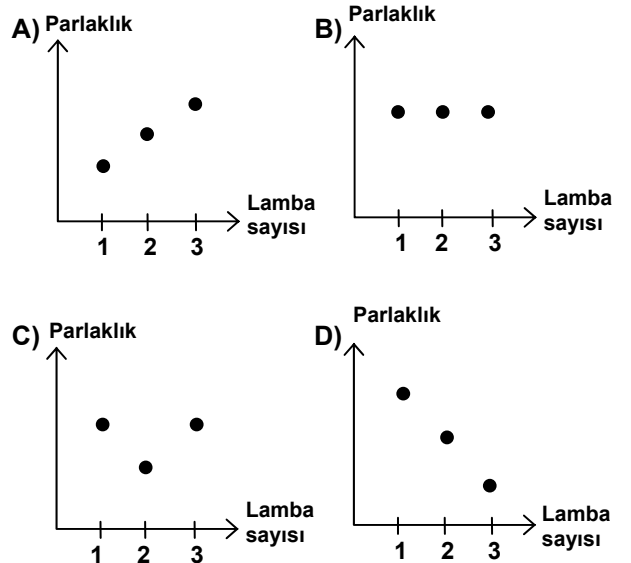 A) Parlaklık
Lamba
sayısı
1 2 3
B) Parlaklık
Lamba
sayısı
1 2 3
C) Parlaklık
Lamba
sayısı
1 2 3
D) Parlaklık
Lamba
sayısı
1 2 3